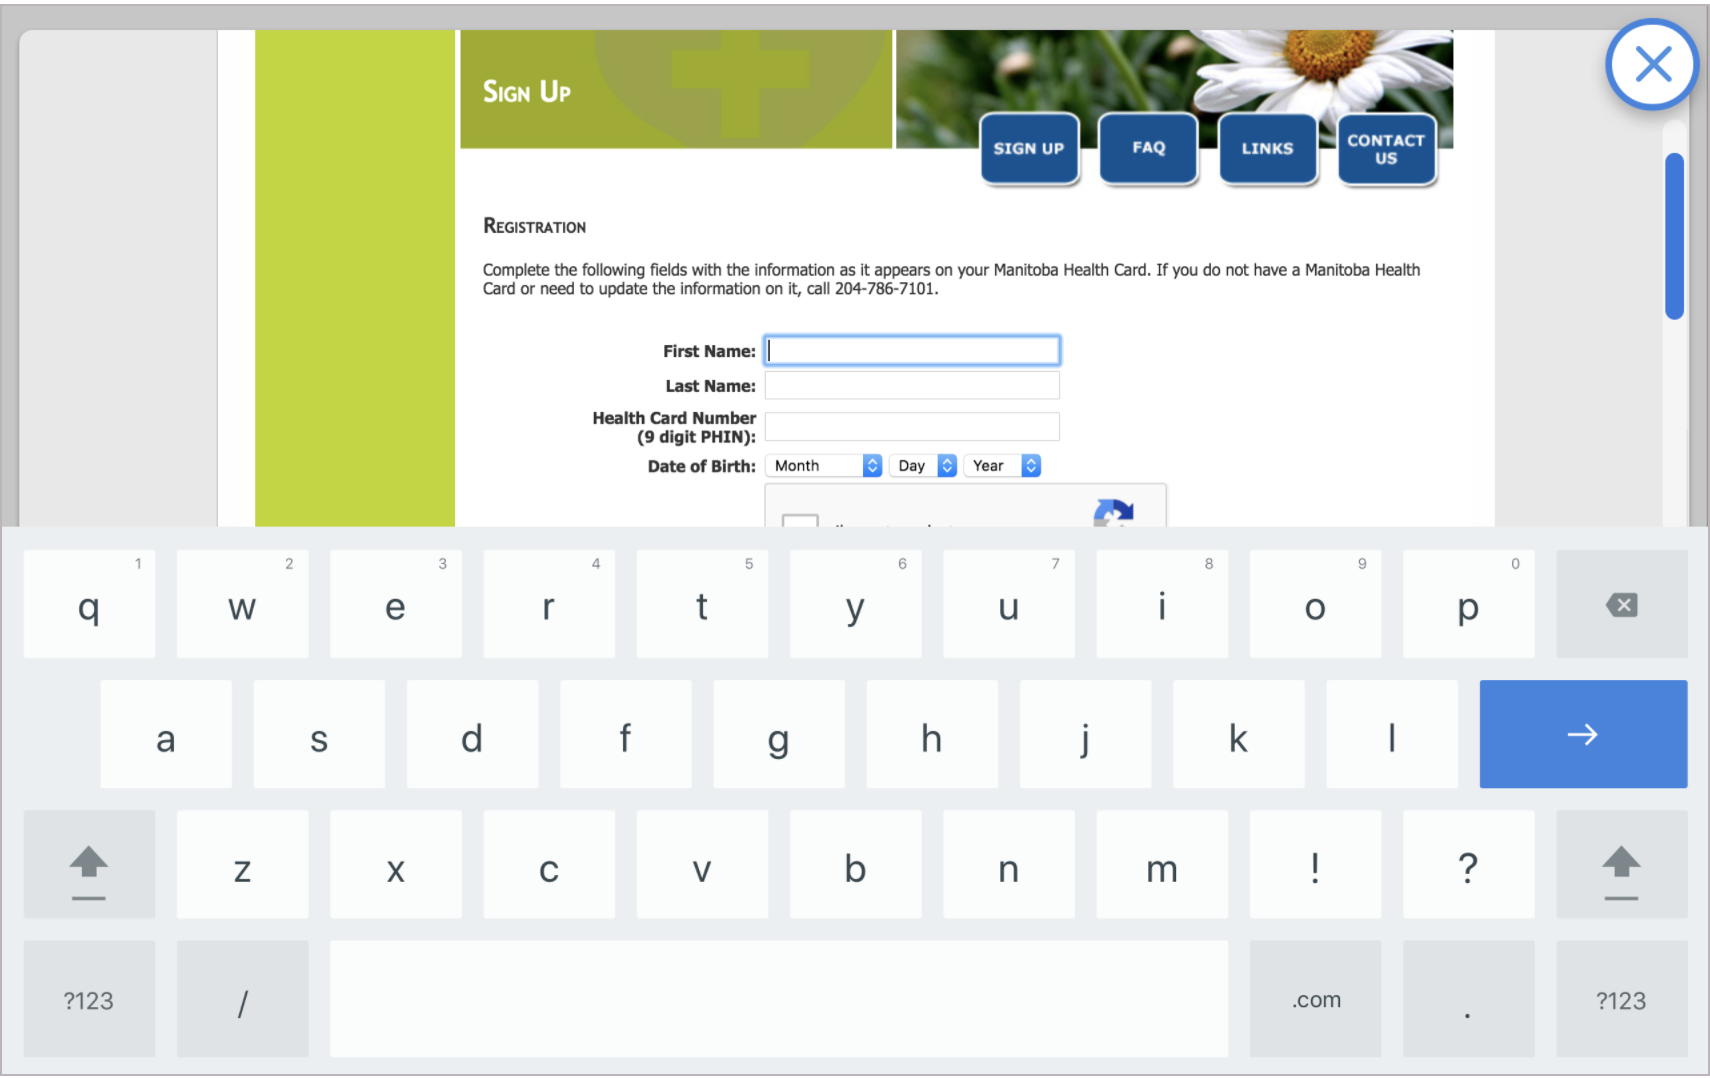 Sign Up
SIGN UP
FAQ
LINKS
CONTACT
US
Registration
Complete the following fields with the information as it appears on your Manitoba Health Card. If you do not have a Manitoba Health
Card or need to update the information on it, call 204-786-7101.
First Name:
Last Name:
Health Card Number
(9 digit PHIN):
Date of Birth: Month Day Year
1 2 3 4 5 6 7 8 9 0
q w e r t y u i o p
a s d f g h j k l
z x c v b n m ! ?
?123 / .com . ?123